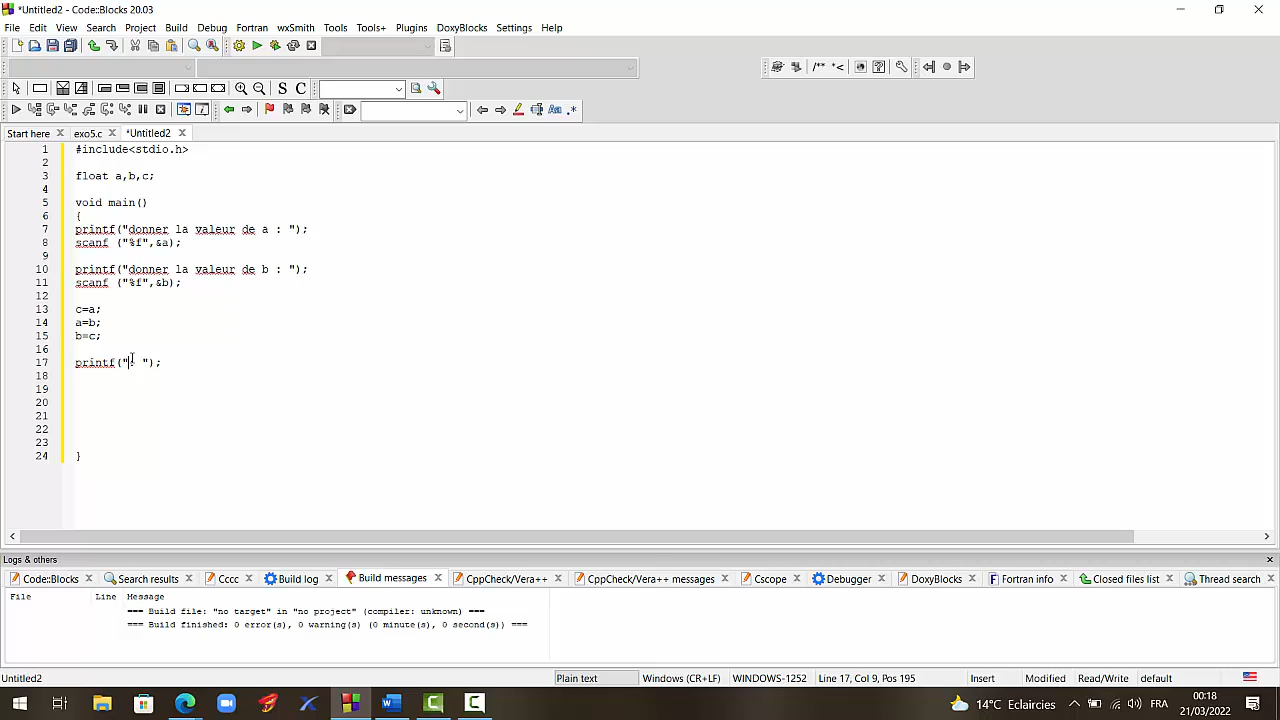 *Untitled2 - Code::Blocks 20.03
File Edit View Search Project Build Debug Fortran wxSmith Tools Tools+ Plugins DoxyBlocks Settings Help
/** *<
S C
Aa .*
Start here exo5.c *Untitled2
1 #include<stdio.h>
2
3 float a,b,c;
4
5 void main()
6 {
7 printf("donner la valeur de a : ");
8 scanf ("%f",&a);
9
10 printf("donner la valeur de b : ");
11 scanf ("%f",&b);
12
13 c=a;
14 a=b;
15 b=c;
16
17 printf(": ");
18
19
20
21
22
23
24 }
Logs & others
Code::Blocks Search results Cccc Build log Build messages CppCheck/Vera++ CppCheck/Vera++ messages Cscope Debugger DoxyBlocks Fortran info Closed files list Thread search
File Line Message
=== Build file: "no target" in "no project" (compiler: unknown) ===
=== Build finished: 0 error(s), 0 warning(s) (0 minute(s), 0 second(s)) ===
Untitled2 Plain text Windows (CR+LF) WINDOWS-1252 Line 17, Col 9, Pos 195 Insert Modified Read/Write default
14°C Eclaircies FRA 00:18
21/03/2022